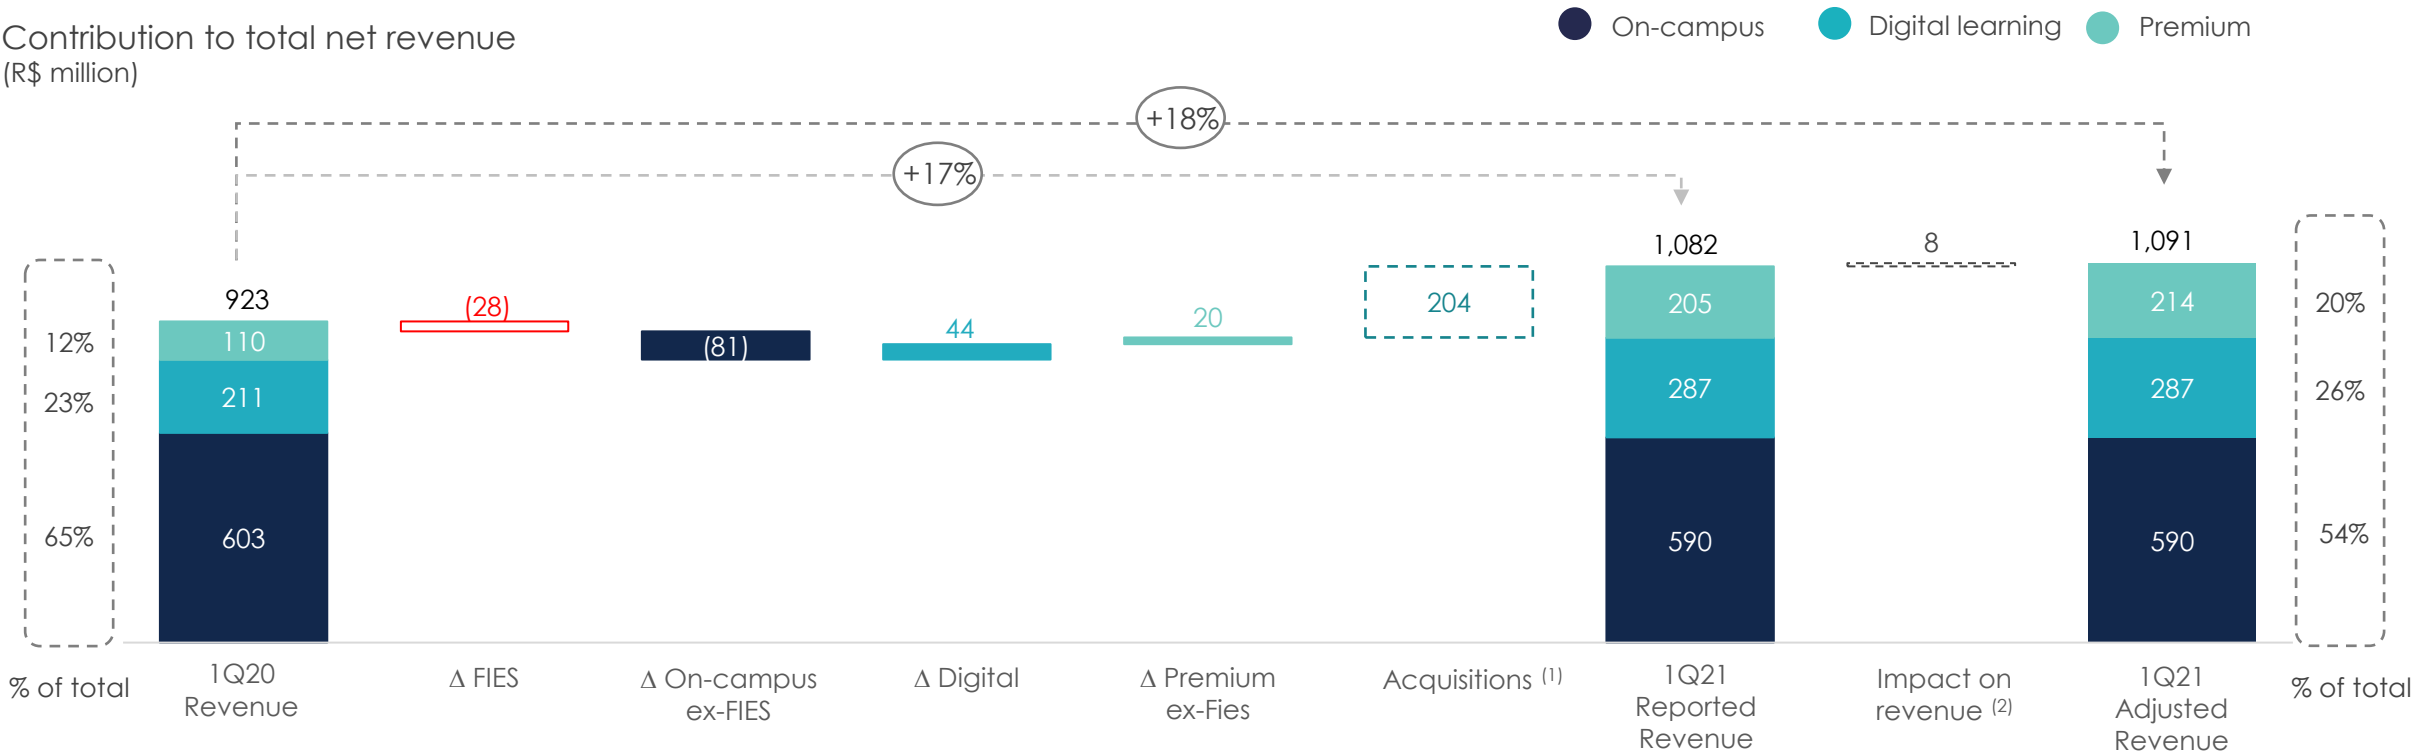 Contribution to total net revenue
(R$ million)
On-campus
Digital learning
Premium
+18%
+17%
12%
23%
65%
% of total
923
110
211
603
1Q20
Revenue
(28)
Δ FIES
(81)
Δ On-campus
ex-FIES
44
Δ Digital
20
Δ Premium
ex-Fies
204
Acquisitions (1)
1,082
205
287
590
1Q21
Reported
Revenue
8
Impact on
revenue (2)
1,091
214
287
590
1Q21
Adjusted
Revenue
20%
26%
54%
% of total